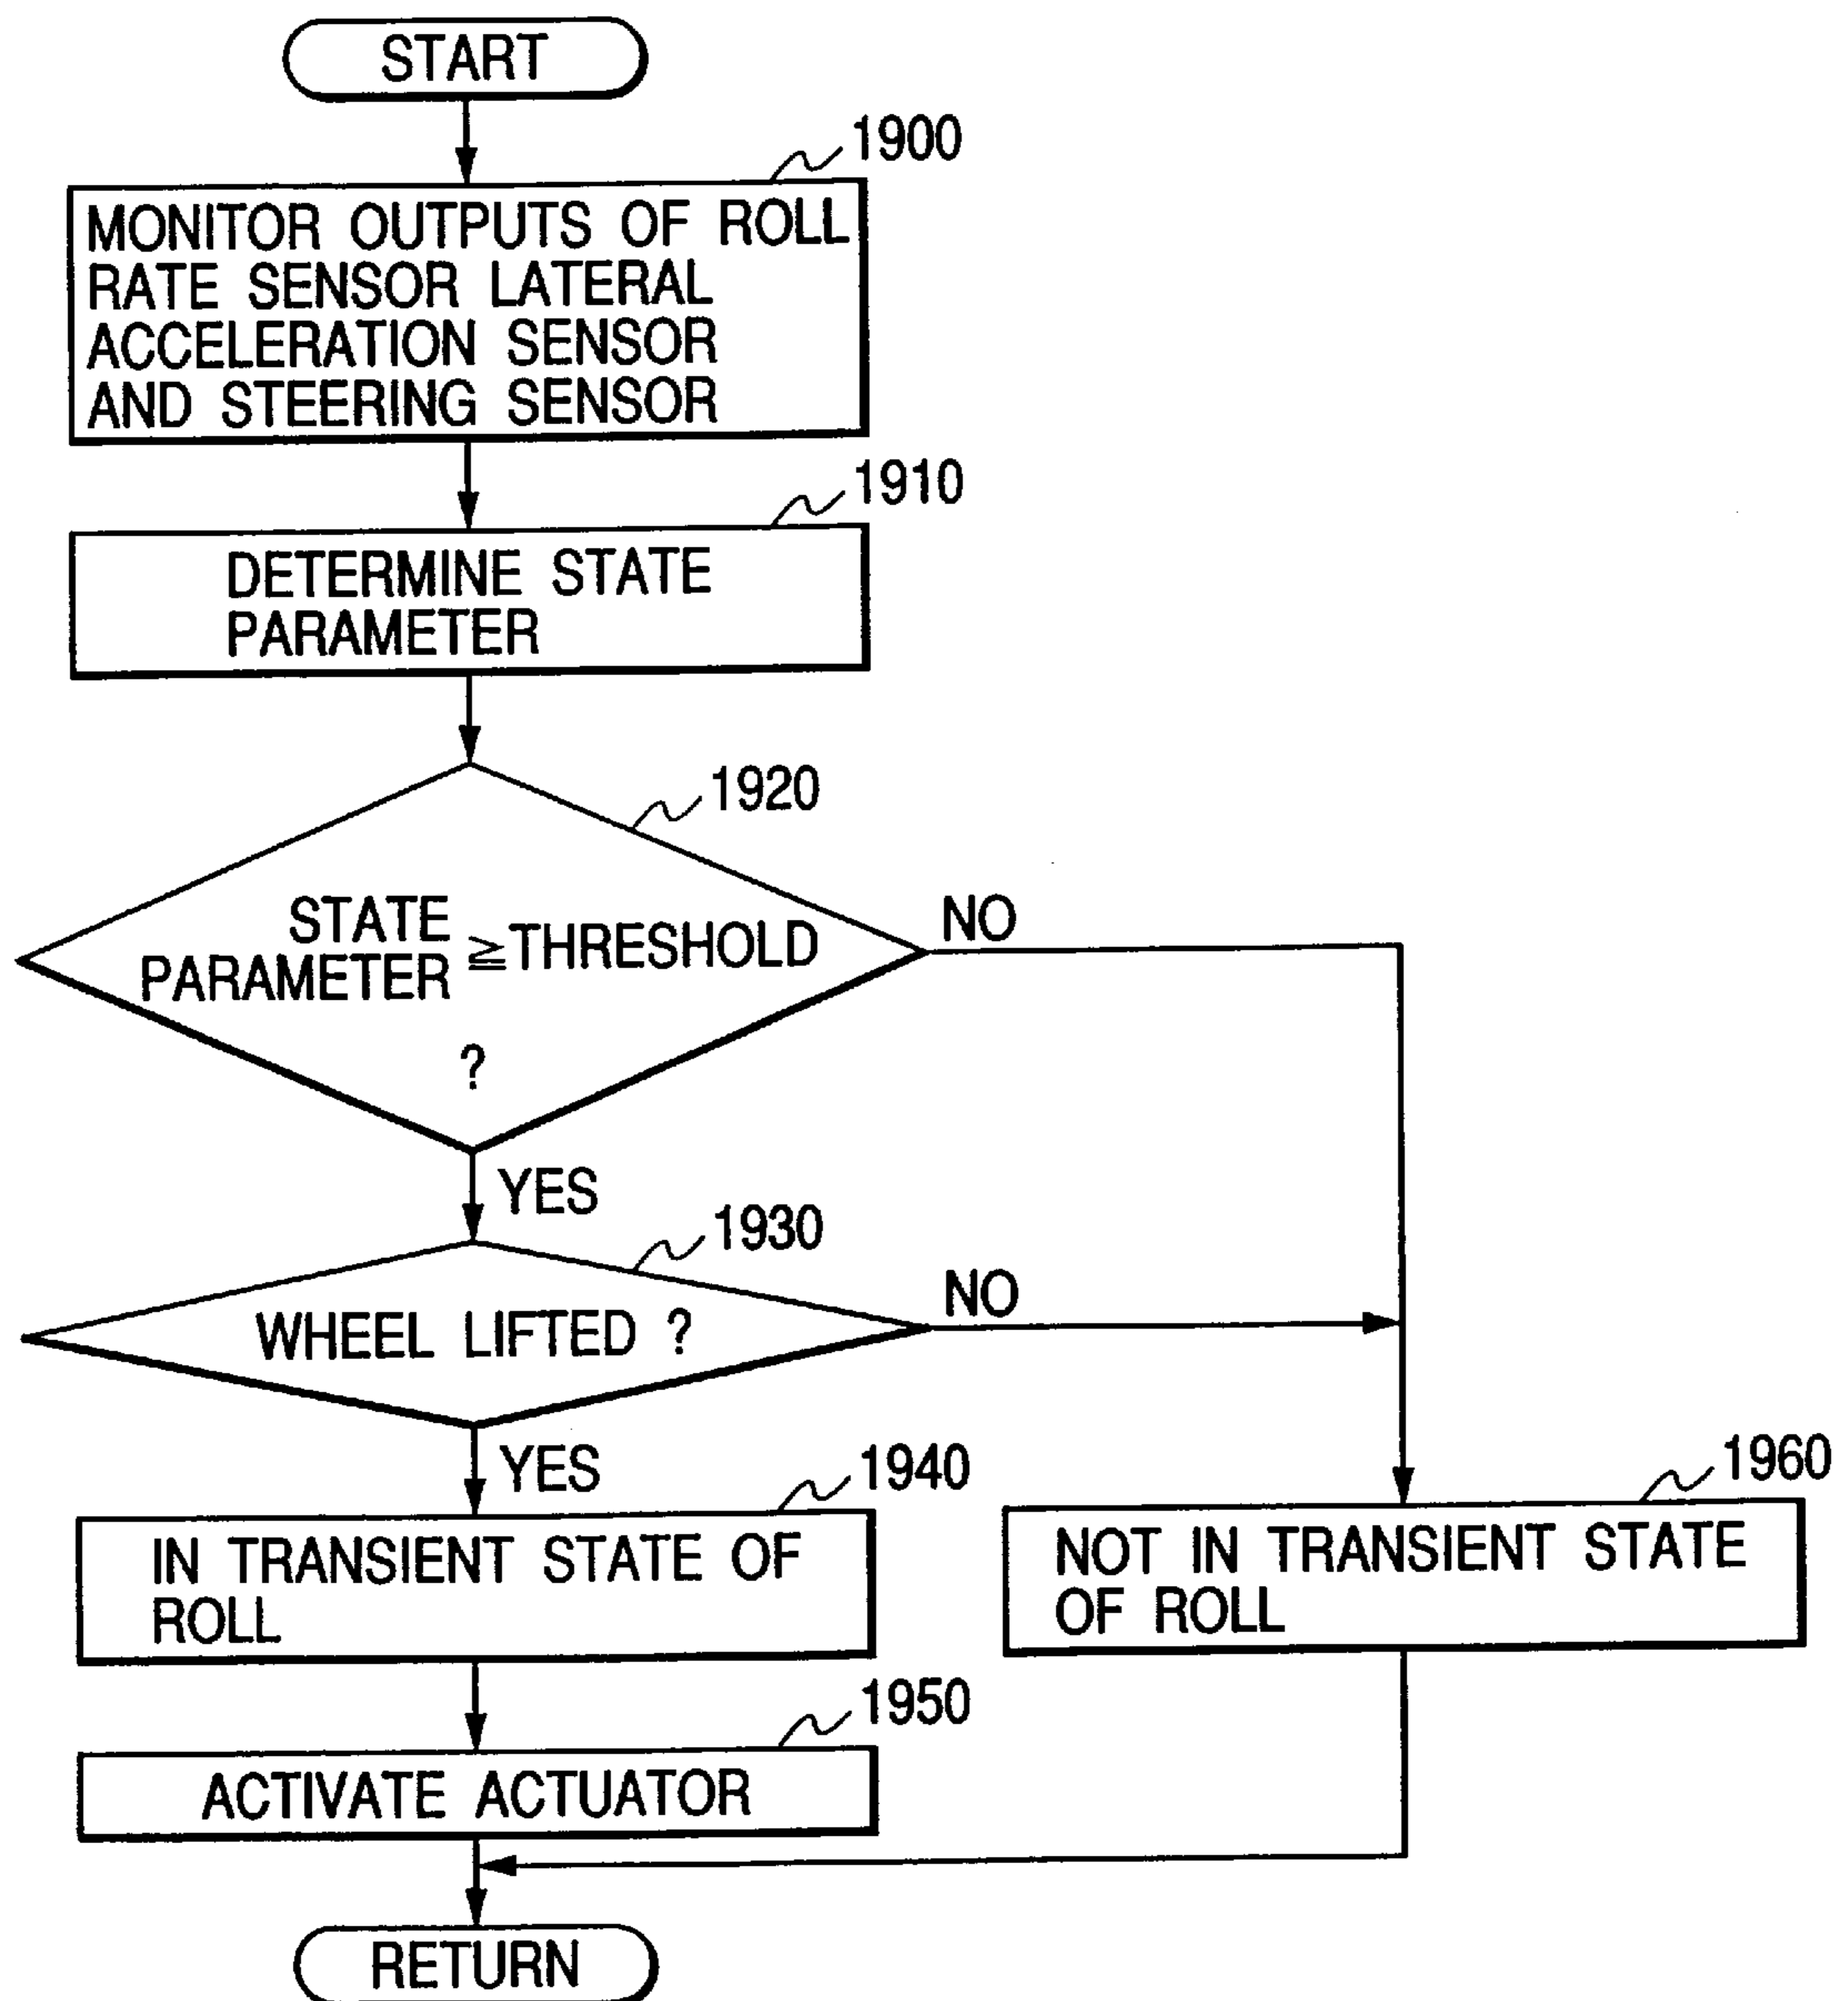 START
1900
MONITOR OUTPUTS OF ROLL
RATE SENSOR LATERAL
ACCELERATION SENSOR
AND STEERING SENSOR
1910
DETERMINE STATE
PARAMETER
1920
STATE
PARAMETER ≧THRESHOLD
?
NO
YES
1930
WHEEL LIFTED ?
NO
YES
1940
IN TRANSIENT STATE OF
ROLL
1960
NOT IN TRANSIENT STATE
OF ROLL
1950
ACTIVATE ACTUATOR
RETURN